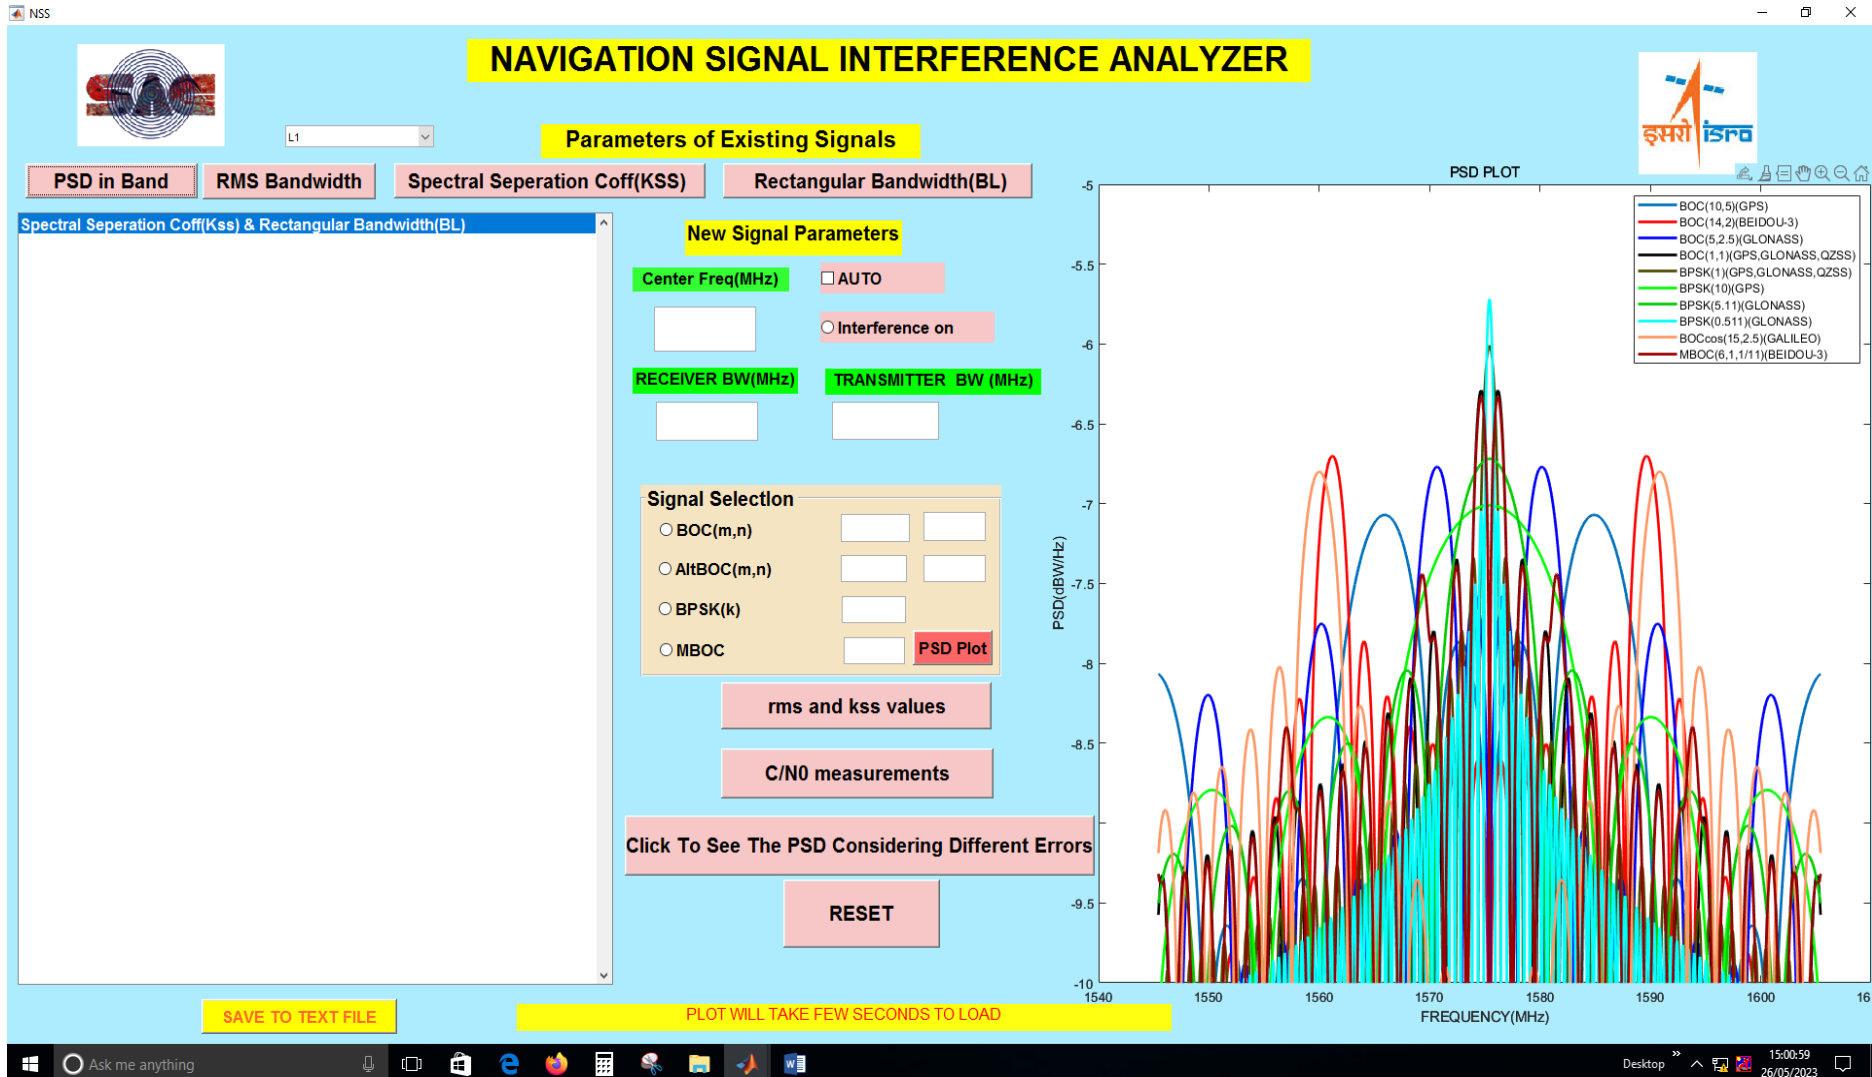 NSS
NAVIGATION SIGNAL INTERFERENCE ANALYZER
SAC
इसरो isro
L1
Parameters of Existing Signals
PSD in Band
RMS Bandwidth
Spectral Seperation Coff(KSS)
Rectangular Bandwidth(BL)
Spectral Seperation Coff(Kss) & Rectangular Bandwidth(BL)
New Signal Parameters
Center Freq(MHz)
AUTO
Interference on
RECEIVER BW(MHz)
TRANSMITTER BW (MHz)
Signal Selection
BOC(m,n)
AltBOC(m,n)
BPSK(k)
MBOC
PSD Plot
rms and kss values
C/N0 measurements
Click To See The PSD Considering Different Errors
RESET
SAVE TO TEXT FILE
PLOT WILL TAKE FEW SECONDS TO LOAD
PSD PLOT
BOC(10,5)(GPS)
BOC(14,2)(BEIDOU-3)
BOC(5,2.5)(GLONASS)
BOC(1,1)(GPS,GLONASS,QZSS)
BPSK(1)(GPS,GLONASS,QZSS)
BPSK(10)(GPS)
BPSK(5.11)(GLONASS)
BPSK(0.511)(GLONASS)
BOCcos(15,2.5)(GALILEO)
MBOC(6,1,1/11)(BEIDOU-3)
PSD(dBW/Hz)
-5
-5.5
-6
-6.5
-7
-7.5
-8
-8.5
-9
-9.5
-10
1540 1550 1560 1570 1580 1590 1600 16
FREQUENCY(MHz)
Ask me anything
Desktop
15:00:59
26/05/2023